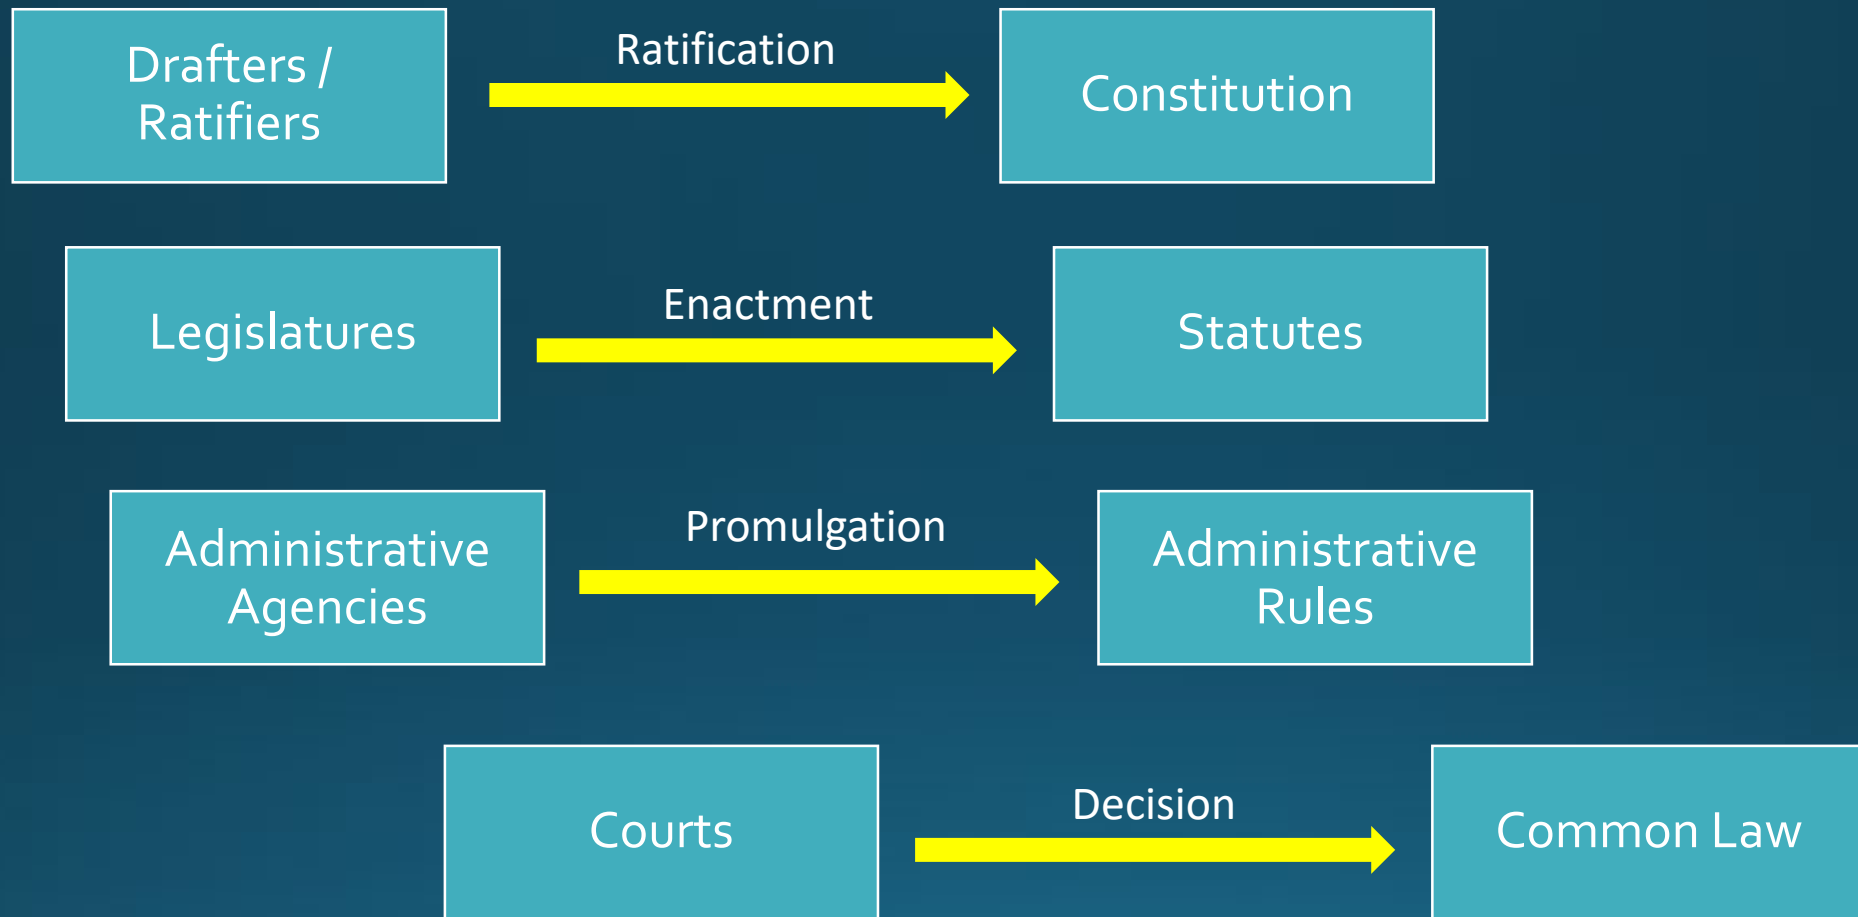 Drafters /
Ratifiers
Ratification
Constitution
Legislatures
Enactment
Statutes
Administrative
Agencies
Promulgation
Administrative
Rules
Courts
Decision
Common Law